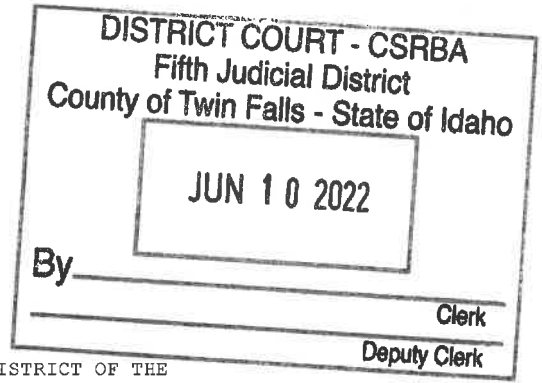 DISTRICT COURT - CSRBA
Fifth Judicial District
County of Twin Falls - State of Idaho
JUN 10 2022
By
Clerk
Deputy Clerk
DISTRICT OF THE